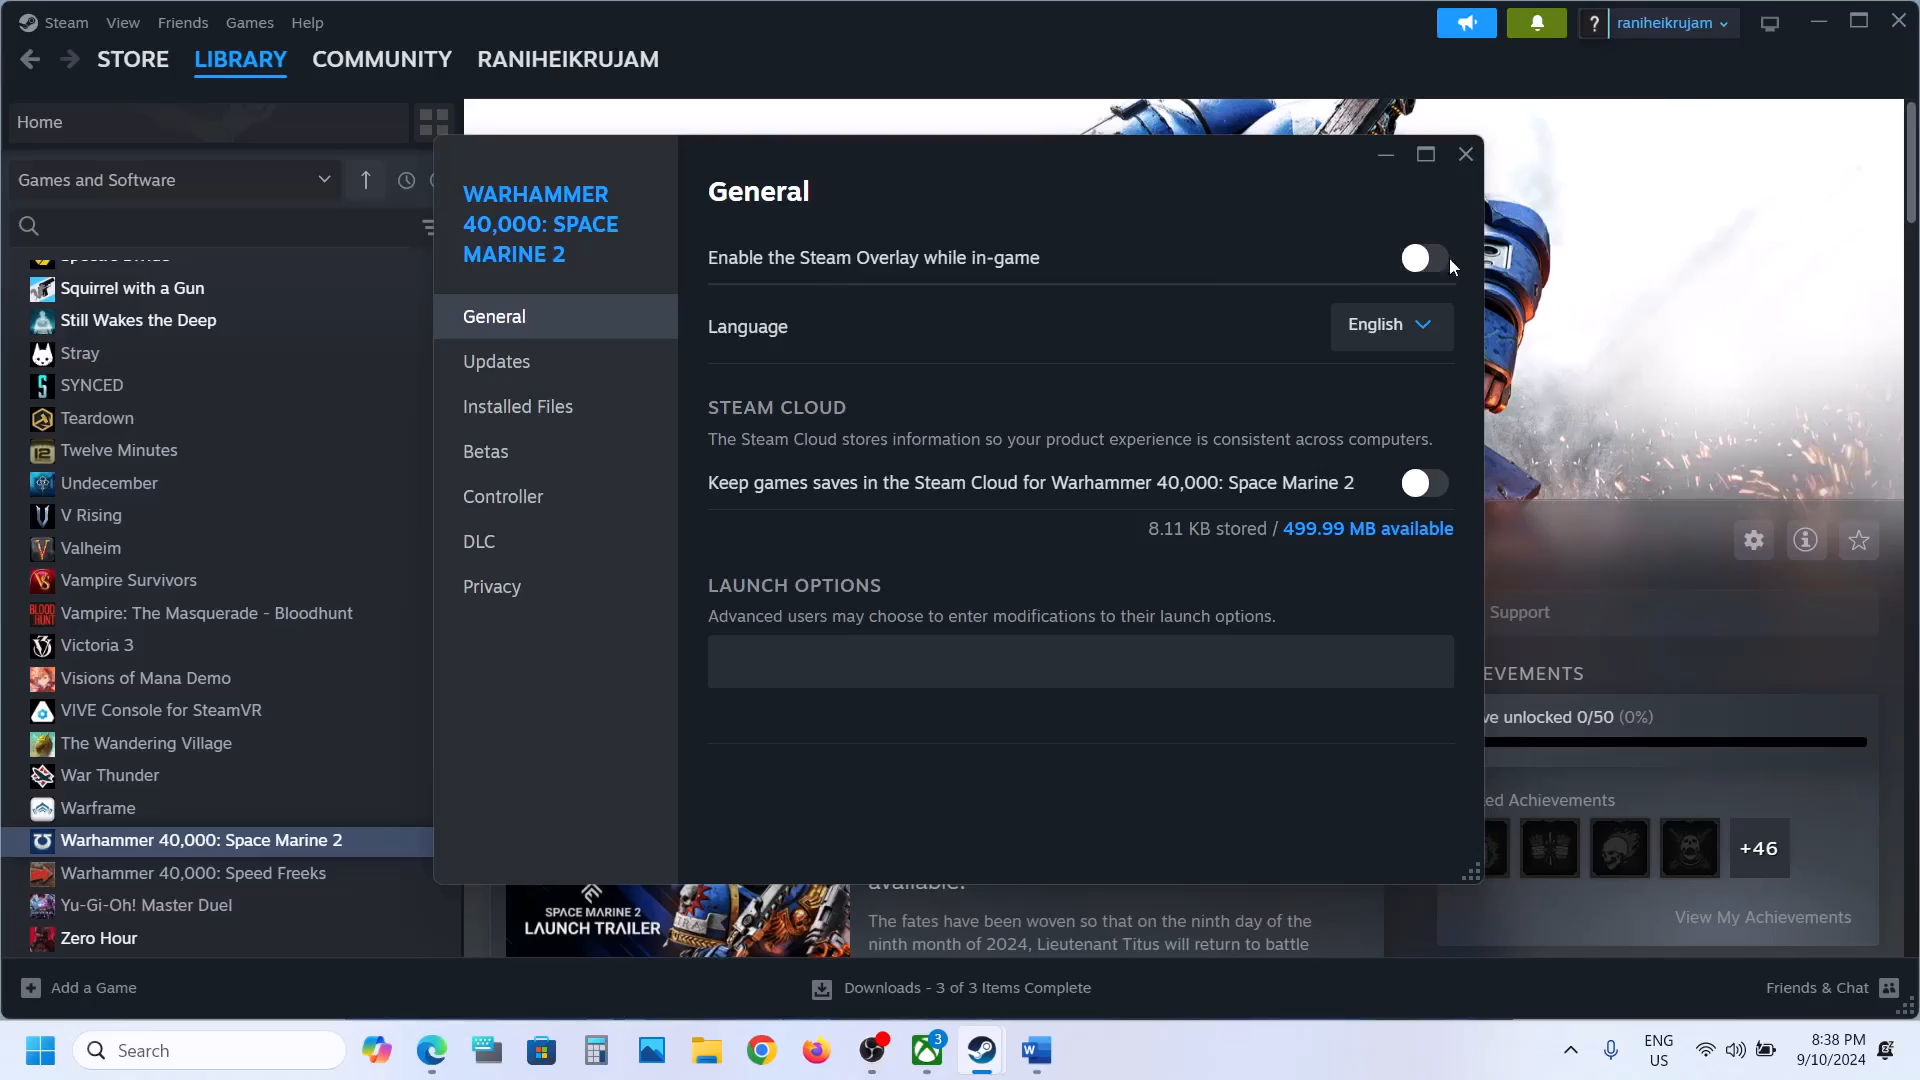 Steam View Friends Games Help
raniheikrujam
STORE LIBRARY COMMUNITY RANIHEIKRUJAM
Home
Games and Software
Squirrel with a Gun
Still Wakes the Deep
Stray
SYNCED
Teardown
Twelve Minutes
Undecember
V Rising
Valheim
Vampire Survivors
Vampire: The Masquerade - Bloodhunt
Victoria 3
Visions of Mana Demo
VIVE Console for SteamVR
The Wandering Village
War Thunder
Warframe
Warhammer 40,000: Space Marine 2
Warhammer 40,000: Speed Freeks
Yu-Gi-Oh! Master Duel
Zero Hour
WARHAMMER
40,000: SPACE
MARINE 2
General
Updates
Installed Files
Betas
Controller
DLC
Privacy
General
Enable the Steam Overlay while in-game
Language English
STEAM CLOUD
The Steam Cloud stores information so your product experience is consistent across computers.
Keep games saves in the Steam Cloud for Warhammer 40,000: Space Marine 2
8.11 KB stored / 499.99 MB available
LAUNCH OPTIONS
Advanced users may choose to enter modifications to their launch options.
Support
EVEMENTS
ve unlocked 0/50 (0%)
ed Achievements
+46
View My Achievements
SPACE MARINE 2
LAUNCH TRAILER
available.
The fates have been woven so that on the ninth day of the
ninth month of 2024, Lieutenant Titus will return to battle
Add a Game
Downloads - 3 of 3 Items Complete
Friends & Chat
Search
3
ENG
US
8:38 PM
9/10/2024